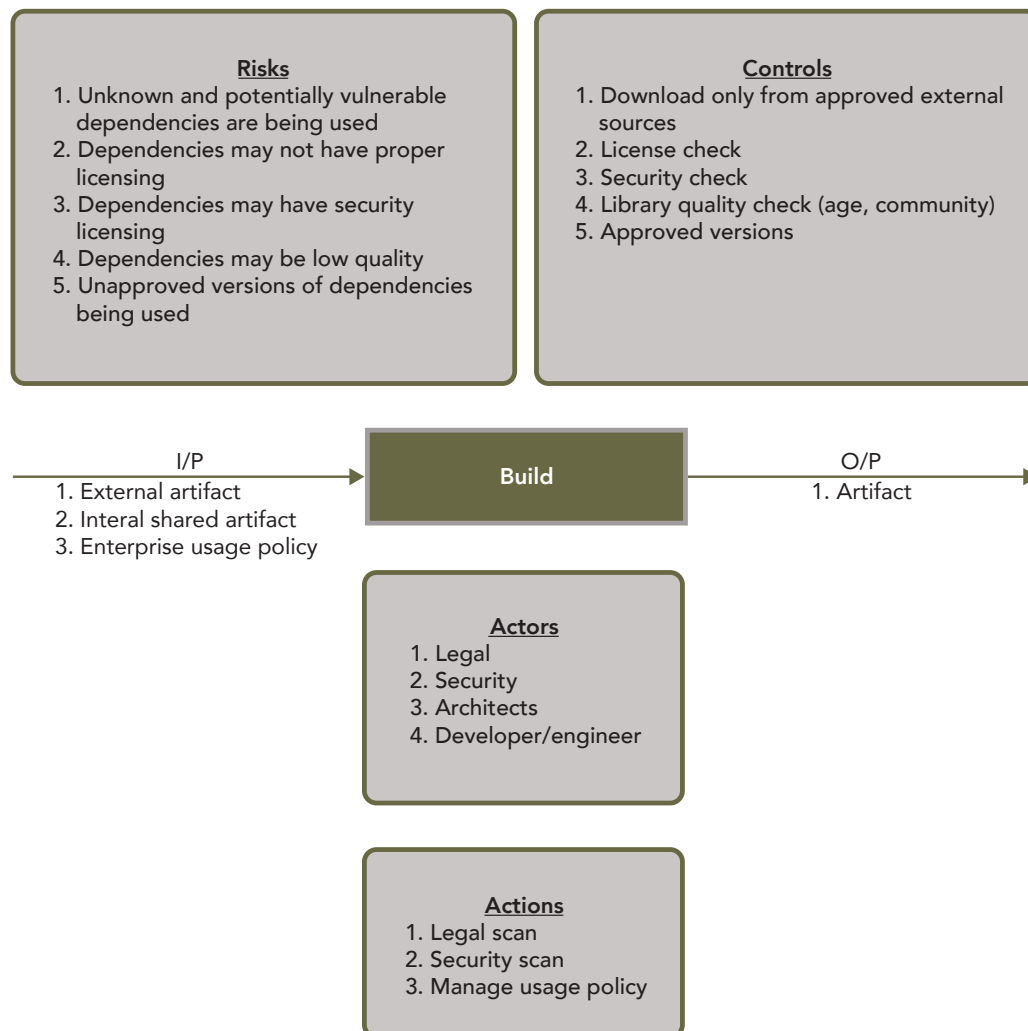 Risks
1. Unknown and potentially vulnerable
dependencies are being used
2. Dependencies may not have proper
licensing
3. Dependencies may have security
licensing
4. Dependencies may be low quality
5. Unapproved versions of dependencies
being used
Controls
1. Download only from approved external
sources
2. License check
3. Security check
4. Library quality check (age, community)
5. Approved versions
I/P
1. External artifact
2. Interal shared artifact
3. Enterprise usage policy
Build
O/P
1. Artifact
Actors
1. Legal
2. Security
3. Architects
4. Developer/engineer
Actions
1. Legal scan
2. Security scan
3. Manage usage policy